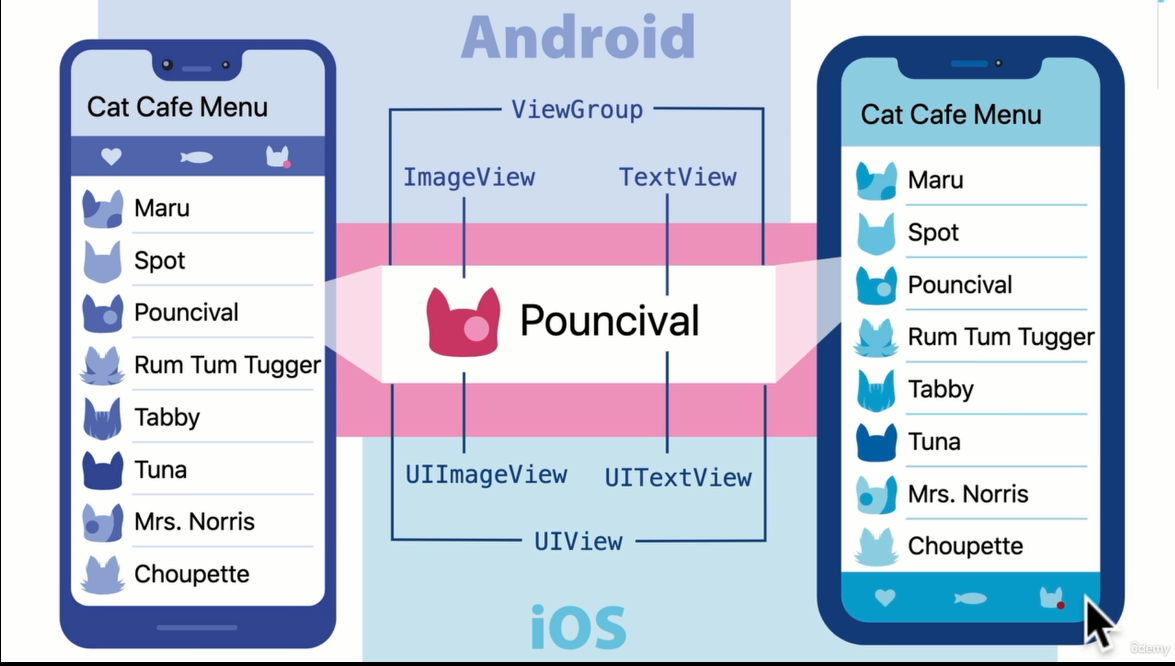 Android
Cat Cafe Menu
Maru
Spot
Pouncival
Rum Tum Tugger
Tabby
Tuna
Mrs. Norris
Choupette
ViewGroup
ImageView TextView
Pouncival
UIImageView UITextView
UIView
iOS
Cat Cafe Menu
Maru
Spot
Pouncival
Rum Tum Tugger
Tabby
Tuna
Mrs. Norris
Choupette
ûdemy